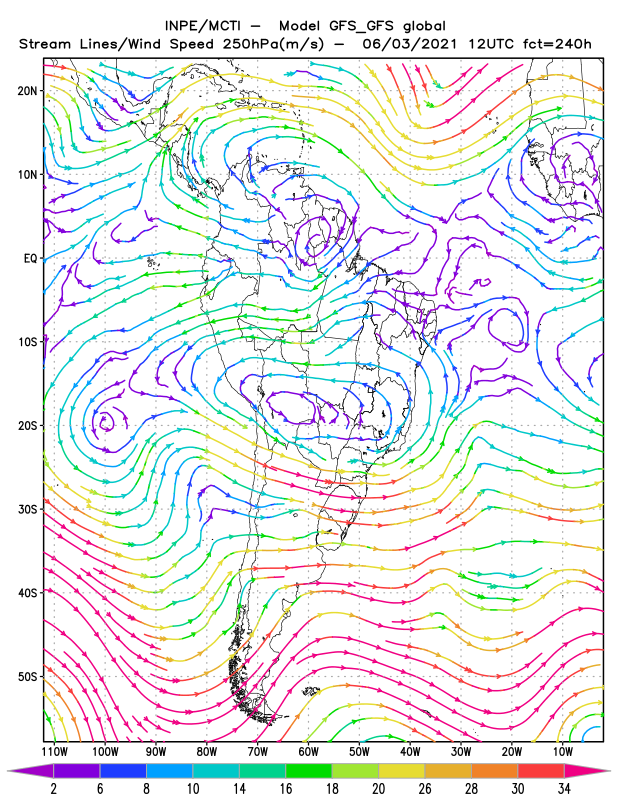 INPE/MCTI – Model GFS_GFS global
Stream Lines/Wind Speed 250hPa(m/s) – 06/03/2021 12UTC fct=240h
20N
10N
EQ
10S
20S
30S
40S
50S
110W 100W 90W 80W 70W 60W 50W 40W 30W 20W 10W
2 6 8 10 14 16 18 20 26 28 30 34